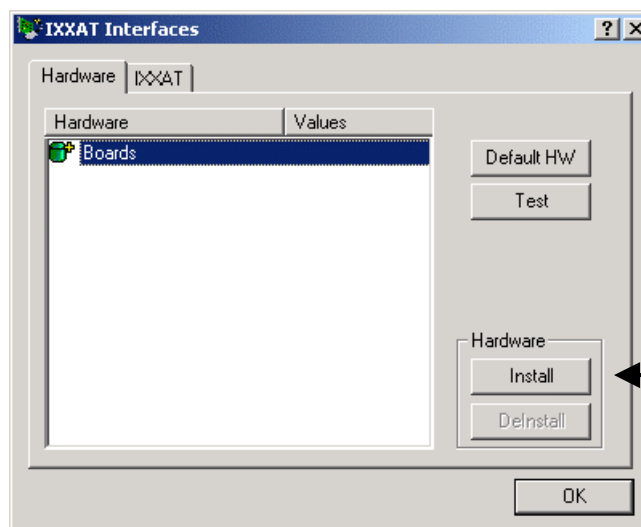 IXXAT Interfaces
Hardware IXXAT
Hardware Values
Boards
Default HW
Test
Hardware
Install
DeInstall
OK